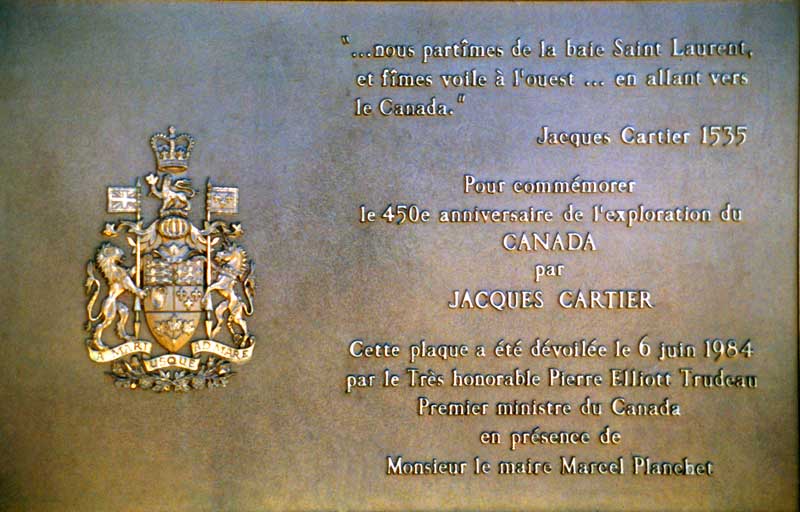 "...nous partîmes de la baie Saint Laurent,
et fîmes voile à l'ouest ... en allant vers
le Canada."
Jacques Cartier 1535
Pour commémorer
le 450e anniversaire de l'exploration du
CANADA
par
JACQUES CARTIER
Cette plaque a été dévoilée le 6 juin 1984
par le Très honorable Pierre Elliott Trudeau
Premier ministre du Canada
en présence de
Monsieur le maire Marcel Planchet
A MARI USQUE AD MARE